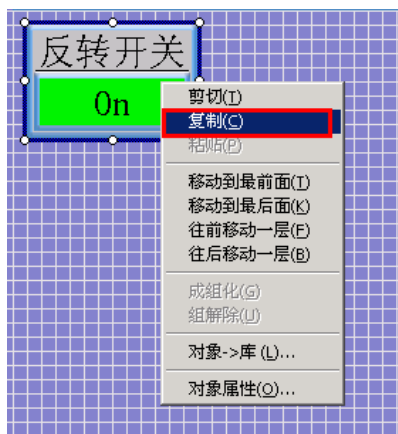 反转开关
On
剪切(T)
复制(C)
粘贴(P)
移动到最前面(T)
移动到最后面(K)
往前移动一层(F)
往后移动一层(B)
成组化(G)
组解除(U)
对象->库(L)...
对象属性(O)...